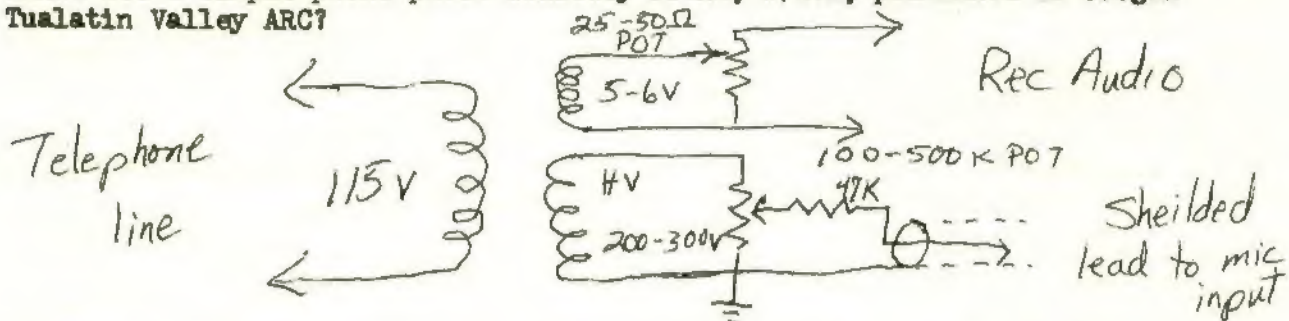 Tualatin Valley ARC?
25-50Ω
POT
5-6V
Rec Audio
Telephone
line
115V
100-500K POT
HV
47K
200-300V
Sheilded
lead to mic
input